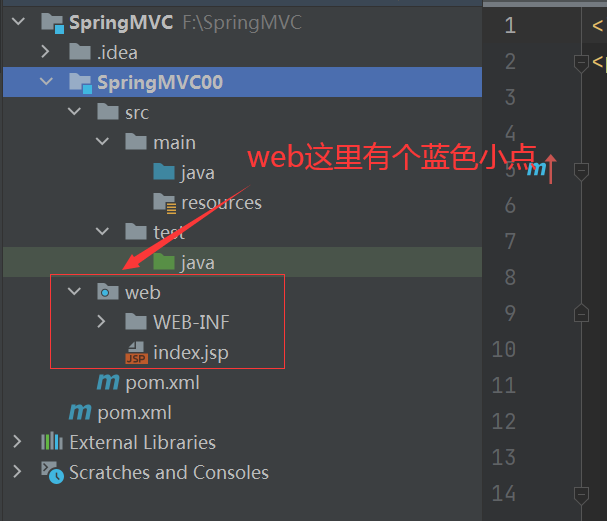 SpringMVC F:\SpringMVC
.idea
SpringMVC00
src
main
web这里有个蓝色小点
java
resources
test
java
web
WEB-INF
JSP index.jsp
m pom.xml
m pom.xml
External Libraries
Scratches and Consoles
1 <
2 <
3
4
5 m
6
7
8
9
10
11
12
13
14